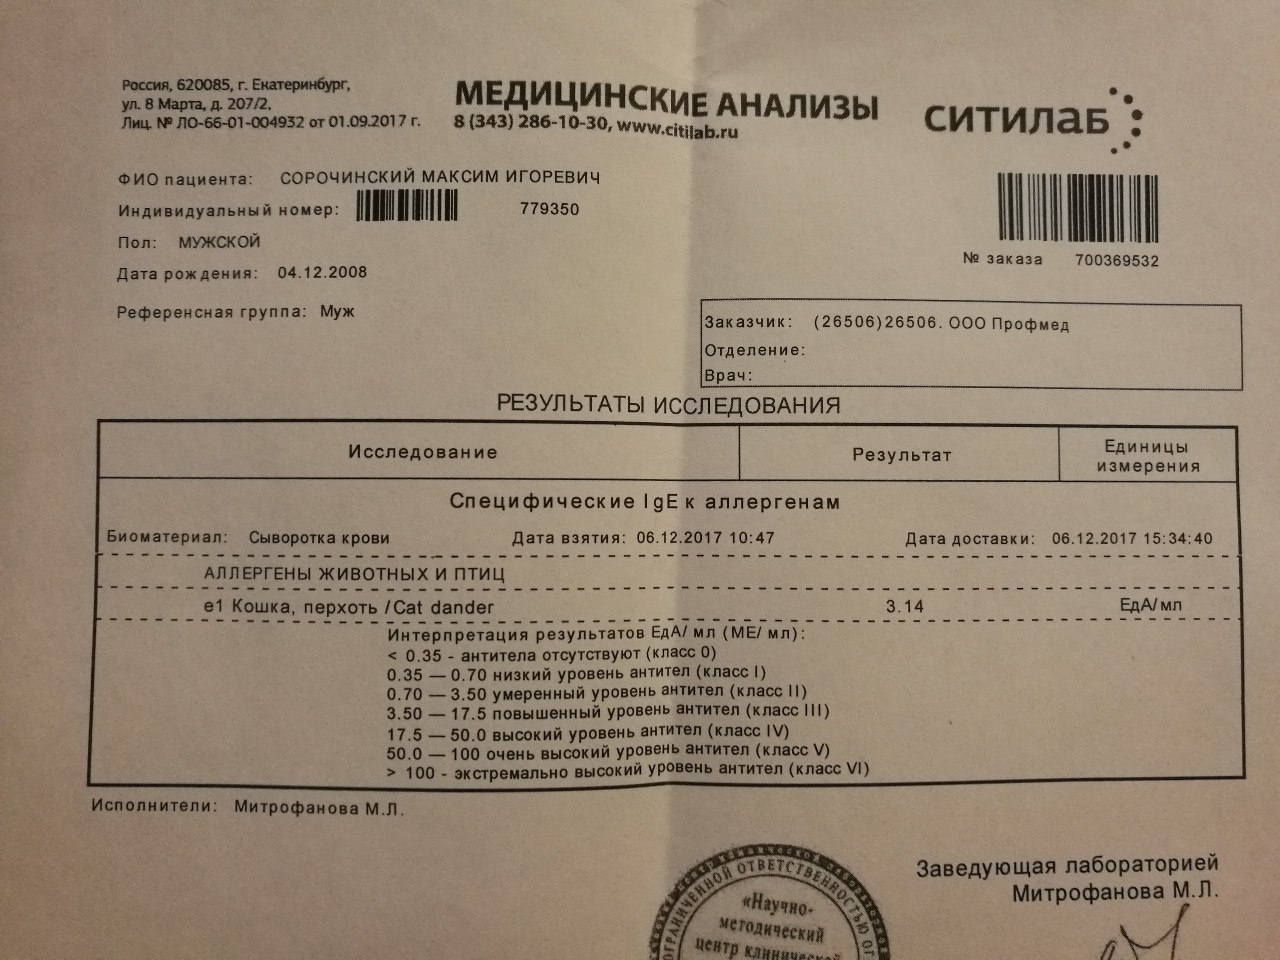 Россия, 620085, г. Екатеринбург,
ул. 8 Марта, д. 207/2,
Лиц. № ЛО-66-01-004932 от 01.09.2017 г.
МЕДИЦИНСКИЕ АНАЛИЗЫ
8 (343) 286-10-30, www.citilab.ru
СИТИЛаб
ФИО пациента: СОРОЧИНСКИЙ МАКСИМ ИГОРЕВИЧ
Индивидуальный номер: 779350
Пол: МУЖСКОЙ
Дата рождения: 04.12.2008
№ заказа 700369532
Референсная группа: Муж
Заказчик: (26506)26506. ООО Профмед
Отделение:
Врач:
РЕЗУЛЬТАТЫ ИССЛЕДОВАНИЯ
Исследование Результат Единицы
измерения
Специфические IgE к аллергенам
Биоматериал: Сыворотка крови Дата взятия: 06.12.2017 10:47 Дата доставки: 06.12.2017 15:34:40
АЛЛЕРГЕНЫ ЖИВОТНЫХ И ПТИЦ
e1 Кошка, перхоть /Cat dander 3.14 ЕдА/мл
Интерпретация результатов ЕдА/ мл (МЕ/ мл):
< 0.35 - антитела отсутствуют (класс 0)
0.35 — 0.70 низкий уровень антител (класс I)
0.70 — 3.50 умеренный уровень антител (класс II)
3.50 — 17.5 повышенный уровень антител (класс III)
17.5 — 50.0 высокий уровень антител (класс IV)
50.0 — 100 очень высокий уровень антител (класс V)
> 100 - экстремально высокий уровень антител (класс VI)
Исполнители: Митрофанова М.Л.
Заведующая лабораторией
Митрофанова М.Л.
ОГРАНИЧЕННОЙ ОТВЕТСТВЕННОСТЬЮ
«Научно-
методический
центр клинической